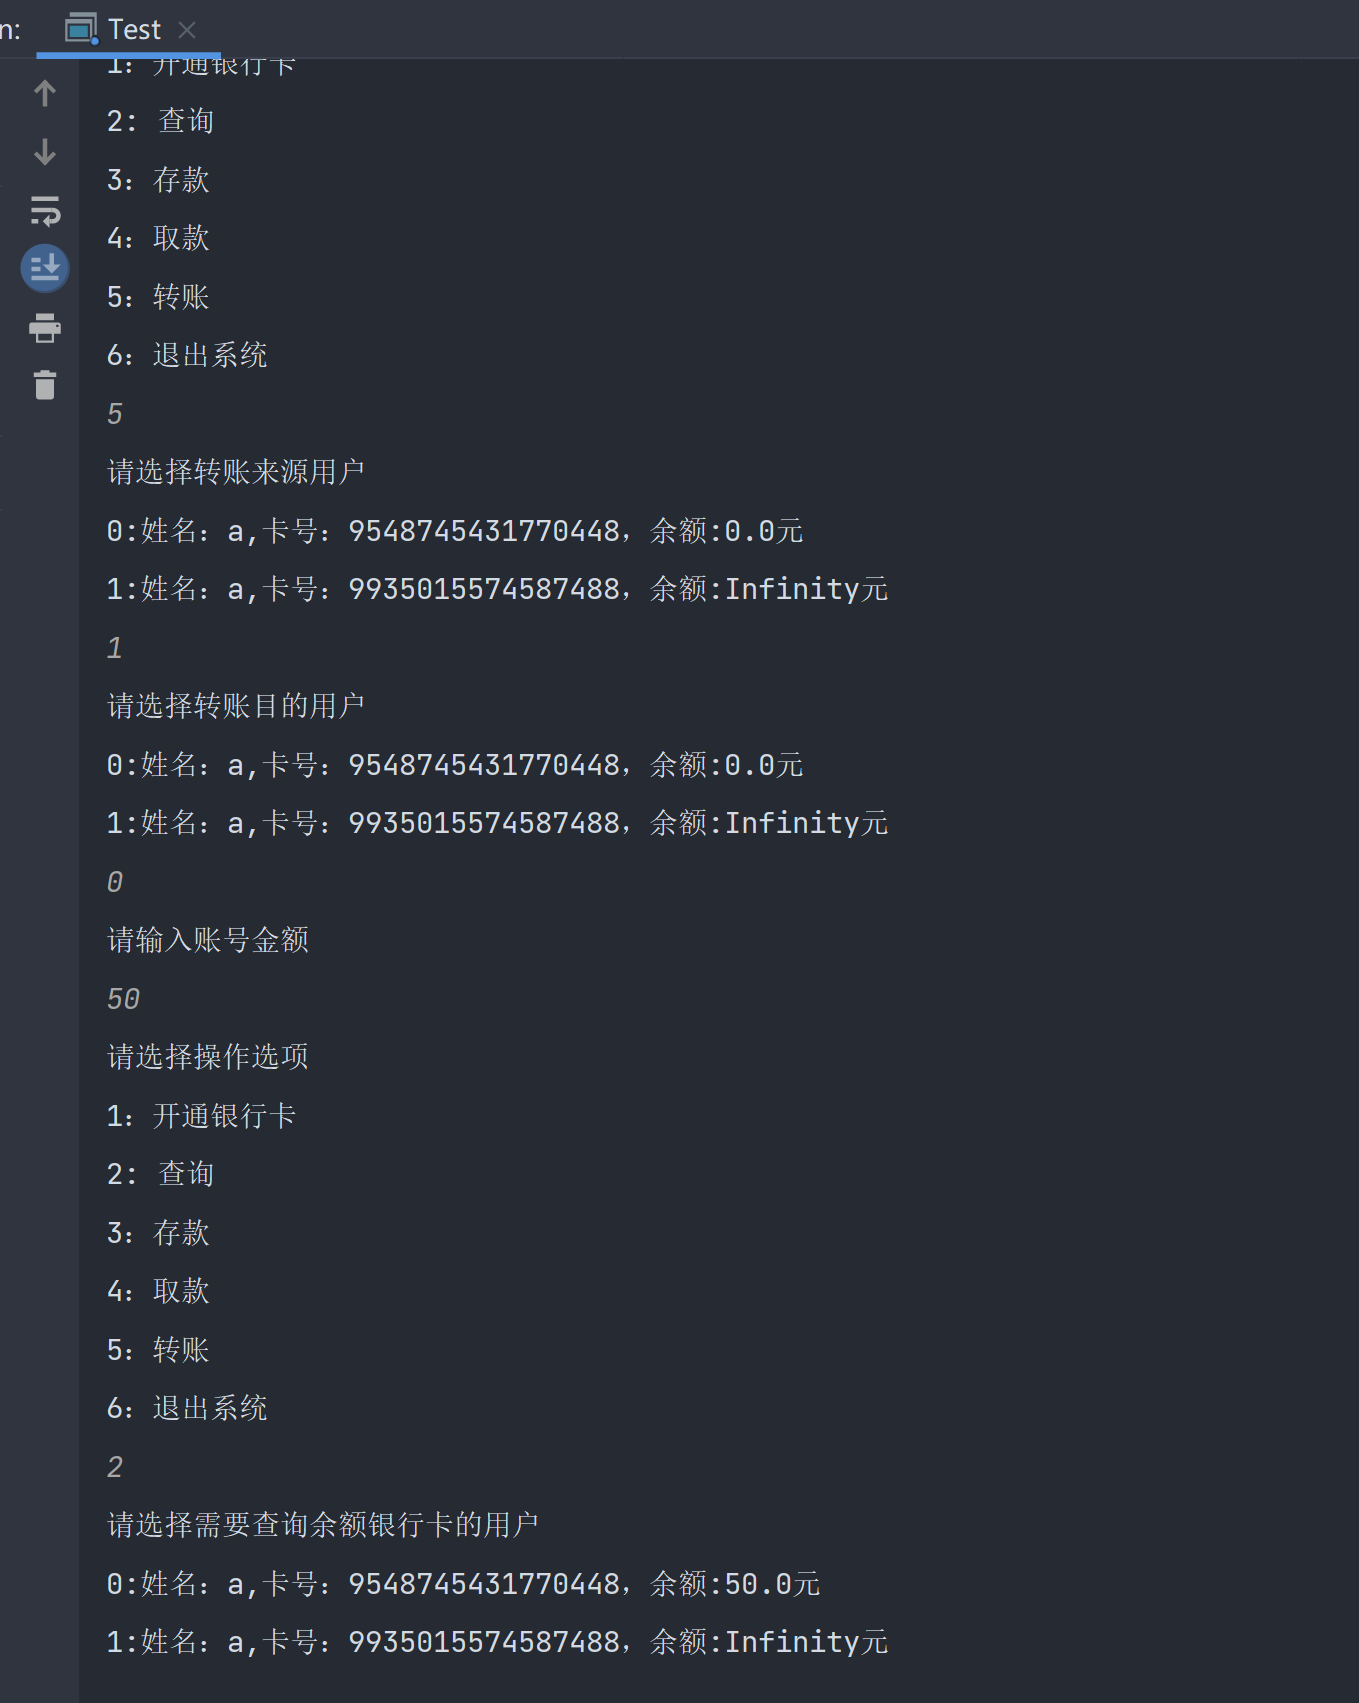 n:
Test
1：开通银行卡
2: 查询
3：存款
4：取款
5：转账
6：退出系统
5
请选择转账来源用户
0:姓名：a,卡号：9548745431770448，余额:0.0元
1:姓名：a,卡号：9935015574587488，余额:Infinity元
1
请选择转账目的用户
0:姓名：a,卡号：9548745431770448，余额:0.0元
1:姓名：a,卡号：9935015574587488，余额:Infinity元
0
请输入账号金额
50
请选择操作选项
1：开通银行卡
2: 查询
3：存款
4：取款
5：转账
6：退出系统
2
请选择需要查询余额银行卡的用户
0:姓名：a,卡号：9548745431770448，余额:50.0元
1:姓名：a,卡号：9935015574587488，余额:Infinity元